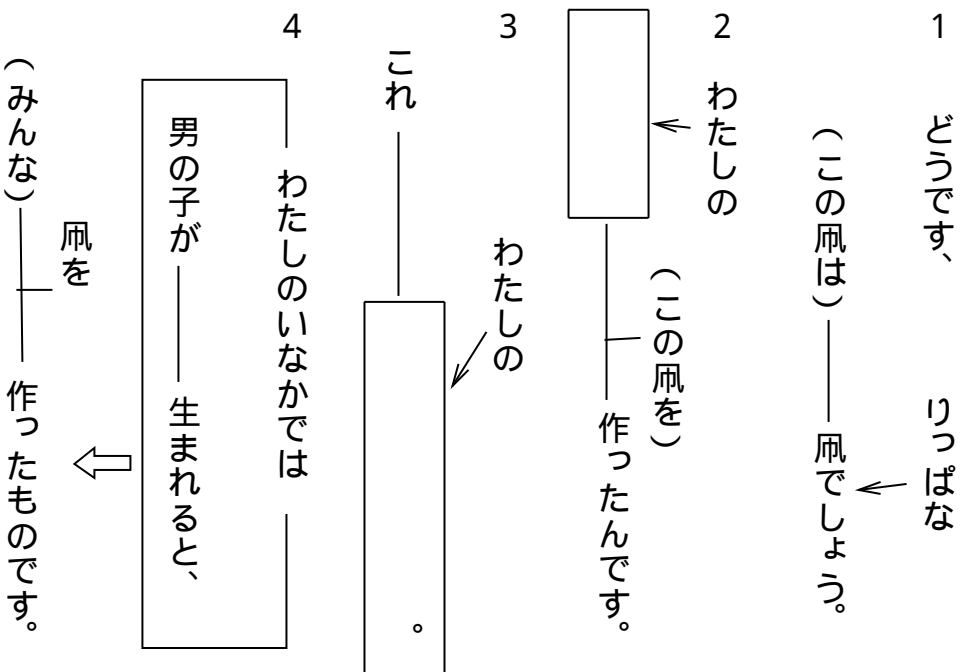 1
どうです、
りっぱな
(この凧は)
凧でしょう。
2
わたしの
(この凧を)
作ったんです。
3
わたしの
これ
。
4
わたしのいなかでは
男の子が
生まれると、
凧を
(みんな)
作ったものです。